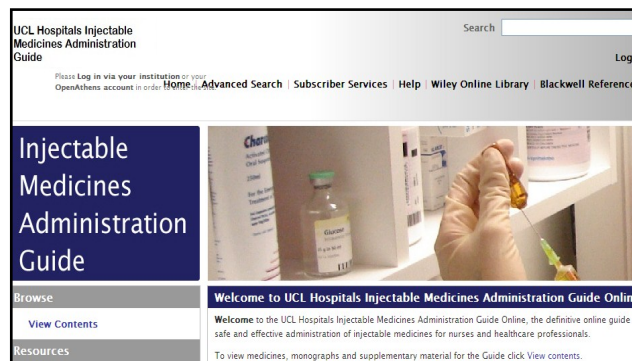 UCL Hospitals Injectable
Medicines Administration
Guide
Search
Log
Please Log in via your institution or your
OpenAthens account in order
Home | Advanced Search | Subscriber Services | Help | Wiley Online Library | Blackwell Reference
Injectable
Medicines
Administration
Guide
Charc
250ml
Glucose
Browse
View Contents
Resources
Welcome to UCL Hospitals Injectable Medicines Administration Guide Onlin
Welcome to the UCL Hospitals Injectable Medicines Administration Guide Online, the definitive online guide
safe and effective administration of injectable medicines for nurses and healthcare professionals.
To view medicines, monographs and supplementary material for the Guide click View contents.